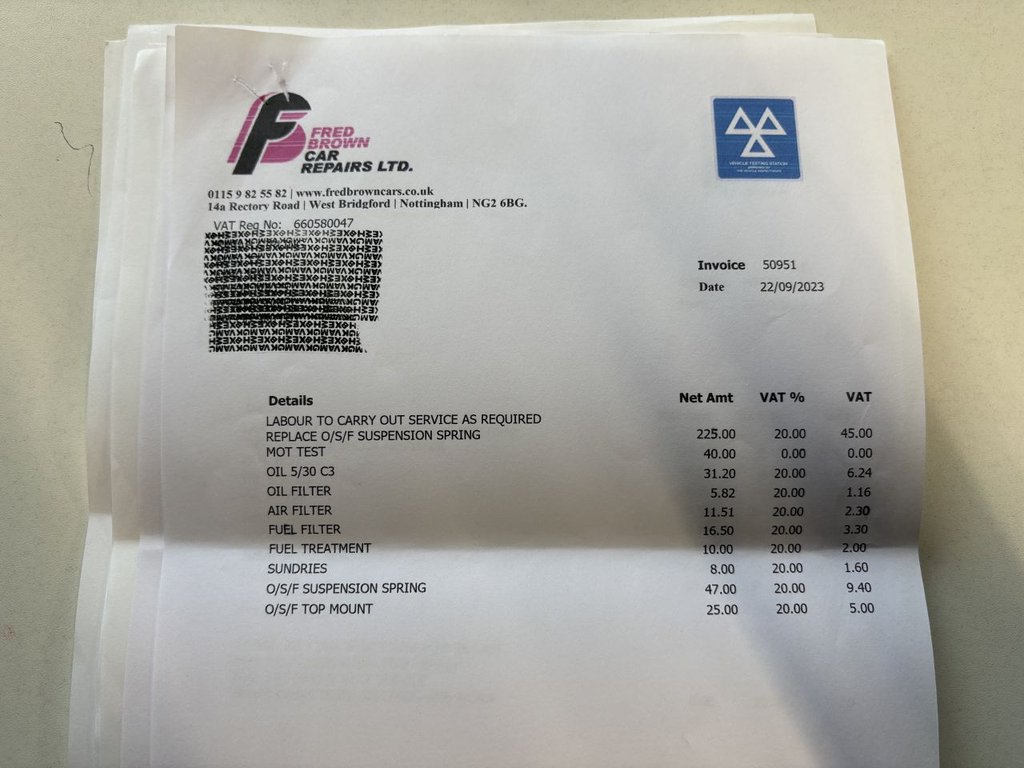 FRED
BROWN
CAR
REPAIRS LTD.
VEHICLE TESTING STATION
0115 9 82 55 82 | www.fredbrowncars.co.uk
14a Rectory Road | West Bridgford | Nottingham | NG2 6BG.
VAT Reg No: 660580047
Invoice 50951
Date 22/09/2023
Details Net Amt VAT % VAT
LABOUR TO CARRY OUT SERVICE AS REQUIRED
REPLACE O/S/F SUSPENSION SPRING 225.00 20.00 45.00
MOT TEST 40.00 0.00 0.00
OIL 5/30 C3 31.20 20.00 6.24
OIL FILTER 5.82 20.00 1.16
AIR FILTER 11.51 20.00 2.30
FUEL FILTER 16.50 20.00 3.30
FUEL TREATMENT 10.00 20.00 2.00
SUNDRIES 8.00 20.00 1.60
O/S/F SUSPENSION SPRING 47.00 20.00 9.40
O/S/F TOP MOUNT 25.00 20.00 5.00